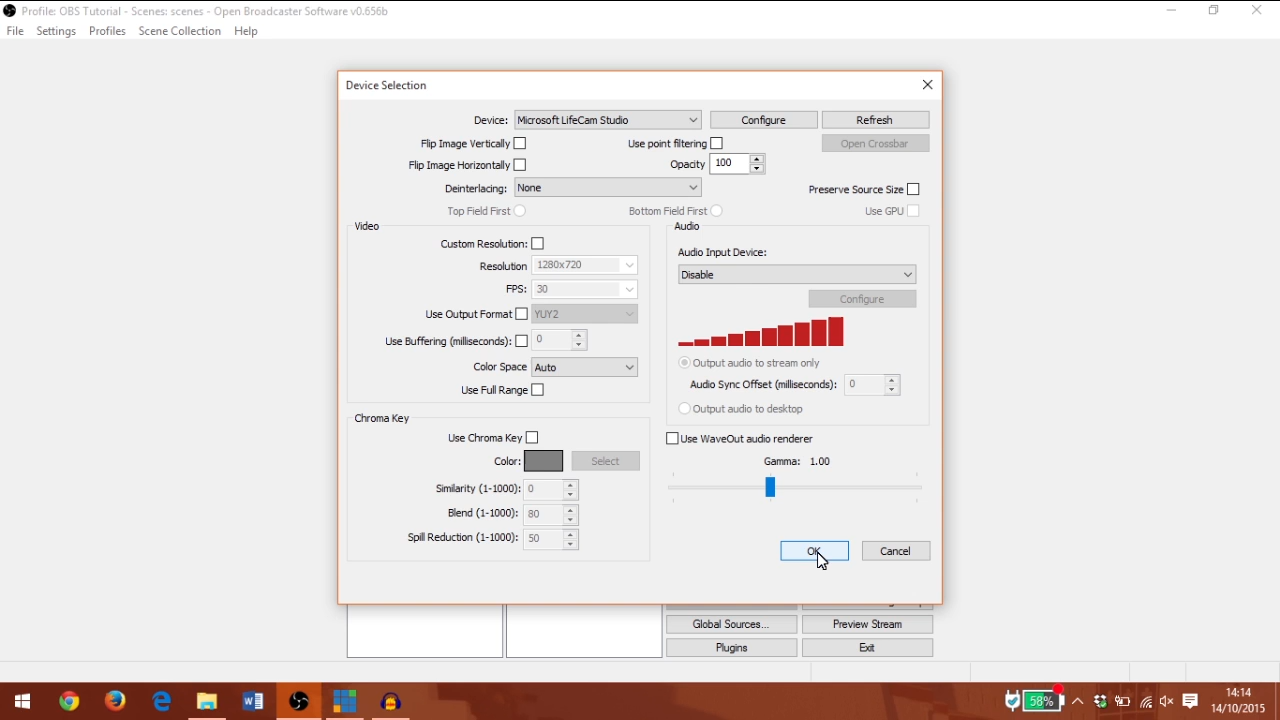 Profile: OBS Tutorial - Scenes: scenes - Open Broadcaster Software v0.656b
File Settings Profiles Scene Collection Help
Device Selection
Device: Microsoft LifeCam Studio Configure Refresh
Flip Image Vertically Use point filtering Open Crossbar
Flip Image Horizontally Opacity 100
Deinterlacing: None Preserve Source Size
Top Field First Bottom Field First Use GPU
Video
Custom Resolution:
Resolution 1280x720
FPS: 30
Use Output Format YUY2
Use Buffering (milliseconds): 0
Color Space Auto
Use Full Range
Audio
Audio Input Device:
Disable
Configure
Output audio to stream only
Audio Sync Offset (milliseconds): 0
Output audio to desktop
Chroma Key
Use Chroma Key
Color: Select
Similarity (1-1000): 0
Blend (1-1000): 80
Spill Reduction (1-1000): 50
Use WaveOut audio renderer
Gamma: 1.00
OK Cancel
Global Sources... Preview Stream
Plugins Exit
58%
14:14
14/10/2015